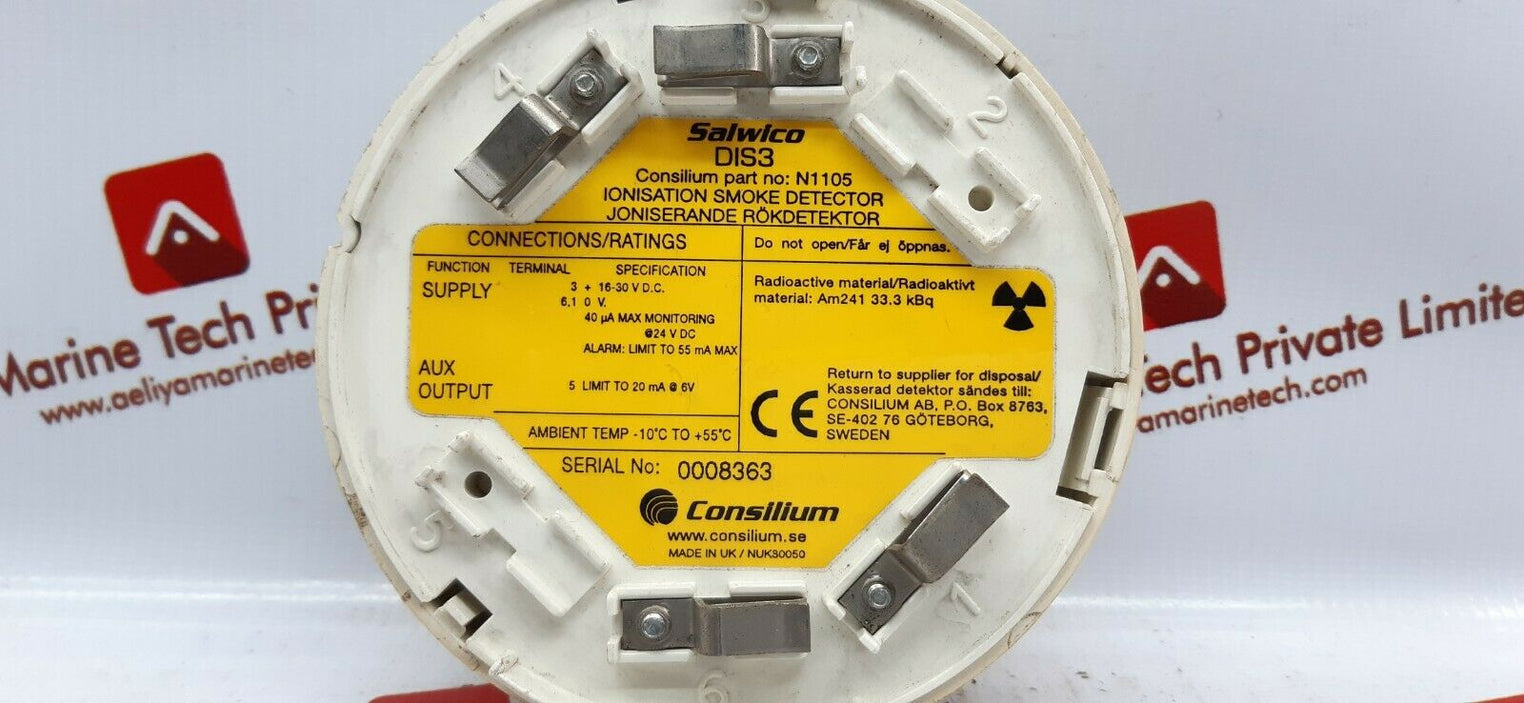 3
4
2
Salwico
DIS3
Consilium part no: N1105
IONISATION SMOKE DETECTOR
JONISERANDE RÖKDETEKTOR
CONNECTIONS/RATINGS
FUNCTION TERMINAL SPECIFICATION
SUPPLY 3 + 16-30 V D.C.
6,1 0 V.
40 µA MAX MONITORING
@24 V DC
ALARM: LIMIT TO 55 mA MAX
AUX
OUTPUT 5 LIMIT TO 20 mA @ 6V
AMBIENT TEMP -10°C TO +55°C
Do not open/Får ej öppnas.
Radioactive material/Radioaktivt
material: Am241 33.3 kBq
Return to supplier for disposal/
Kasserad detektor sändes till:
CONSILIUM AB, P.O. Box 8763,
SE-402 76 GÖTEBORG,
SWEDEN
CE
SERIAL No: 0008363
Consilium
www.consilium.se
MADE IN UK / NUK30050
5
1
6
Marine Tech Pri
www.aeliyamarinetech
ech Private Limite
yamarinetech.com